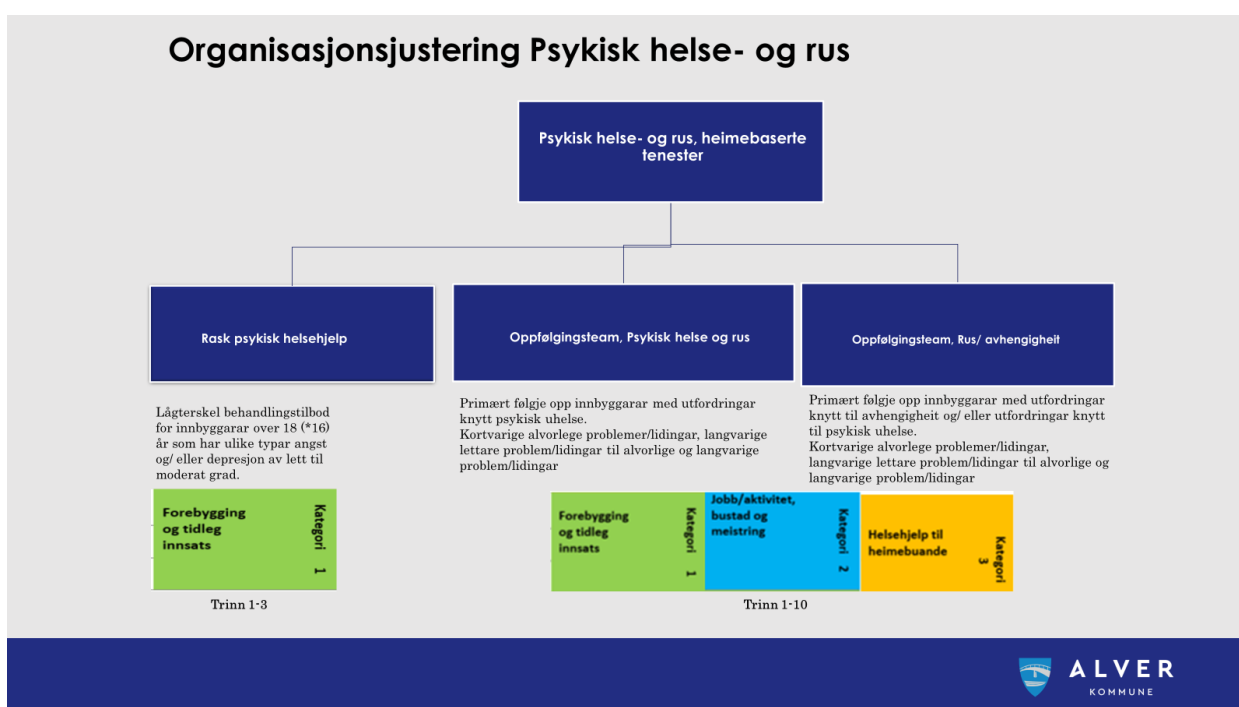 Organisasjonsjustering Psykisk helse- og rus
Psykisk helse- og rus, heimebaserte
tenester
Rask psykisk helsehjelp
Oppfølgingsteam, Psykisk helse og rus
Oppfølgingsteam, Rus/ avhengigheit
Lågterskel behandlingstilbod
for innbyggarar over 18 (*16)
år som har ulike typar angst
og/ eller depresjon av lett til
moderat grad.
Primært følgje opp innbyggarar med utfordringar
knytt psykisk uhelse.
Kortvarige alvorlege problemer/lidingar, langvarige
lettare problem/lidingar til alvorlige og langvarige
problem/lidingar
Primært følgje opp innbyggarar med utfordringar
knytt til avhengigheit og/ eller utfordringar knytt
til psykisk uhelse.
Kortvarige alvorlege problemer/lidingar,
langvarige lettare problem/lidingar til alvorlige og
langvarige problem/lidingar
Forebygging
og tidleg
innsats
Kategori 1
Trinn 1-3
Forebygging
og tidleg
innsats
Kategori 1
Jobb/aktivitet,
bustad og
meistring
Kategori 2
Helsehjelp til
heimebuande
Kategori
3
Trinn 1-10
ALVER
KOMMUNE